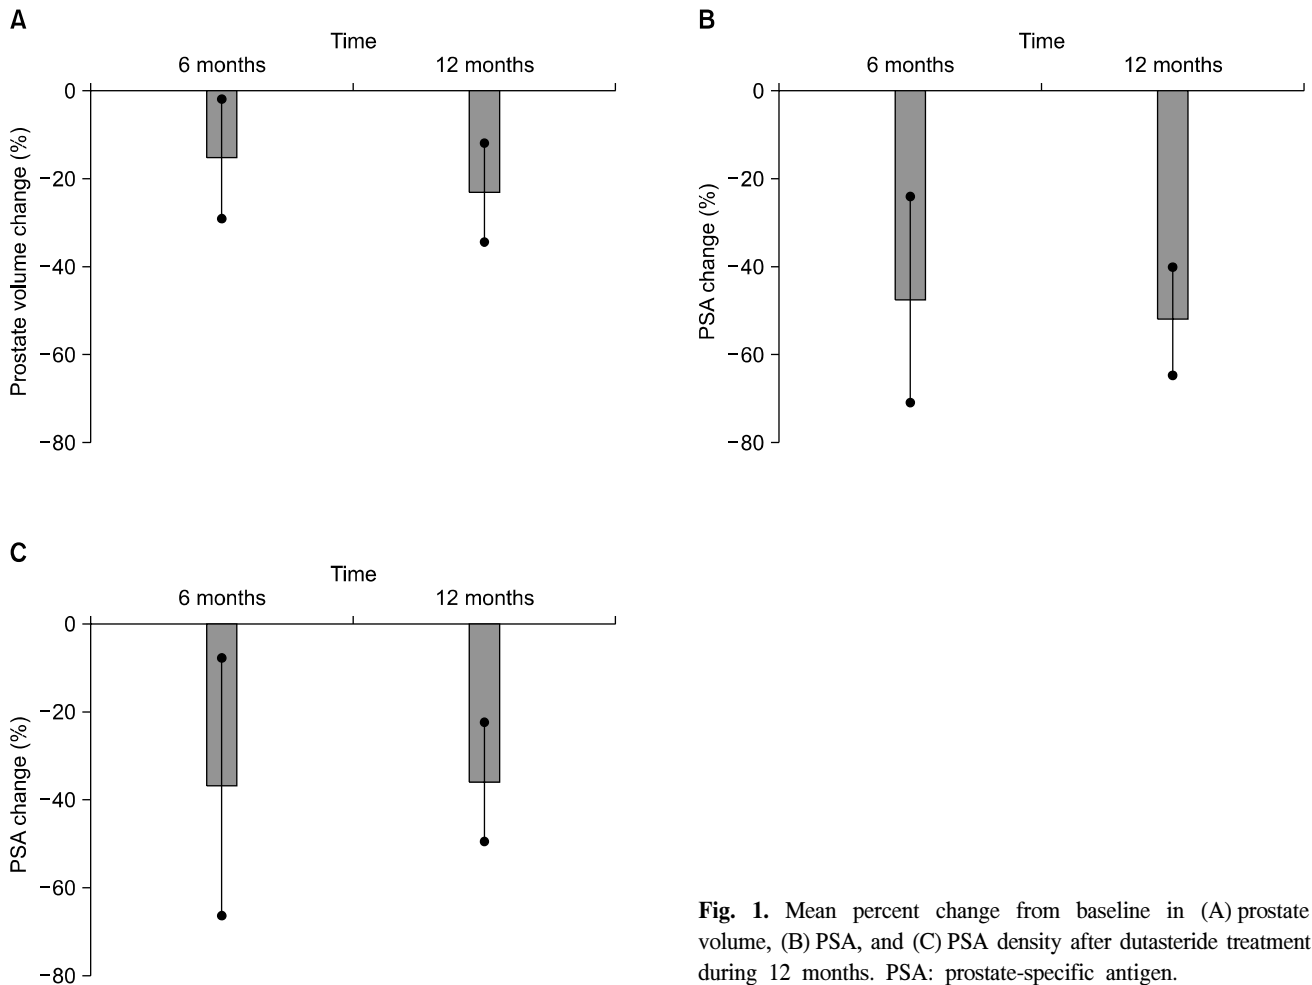 A
Time
6 months
12 months
0
−20
−40
−60
−80
Prostate volume change (%)
B
Time
6 months
12 months
0
−20
−40
−60
−80
PSA change (%)
C
Time
6 months
12 months
0
−20
−40
−60
−80
PSA change (%)
Fig. 1. Mean percent change from baseline in (A) prostate
volume, (B) PSA, and (C) PSA density after dutasteride treatment
during 12 months. PSA: prostate-specific antigen.